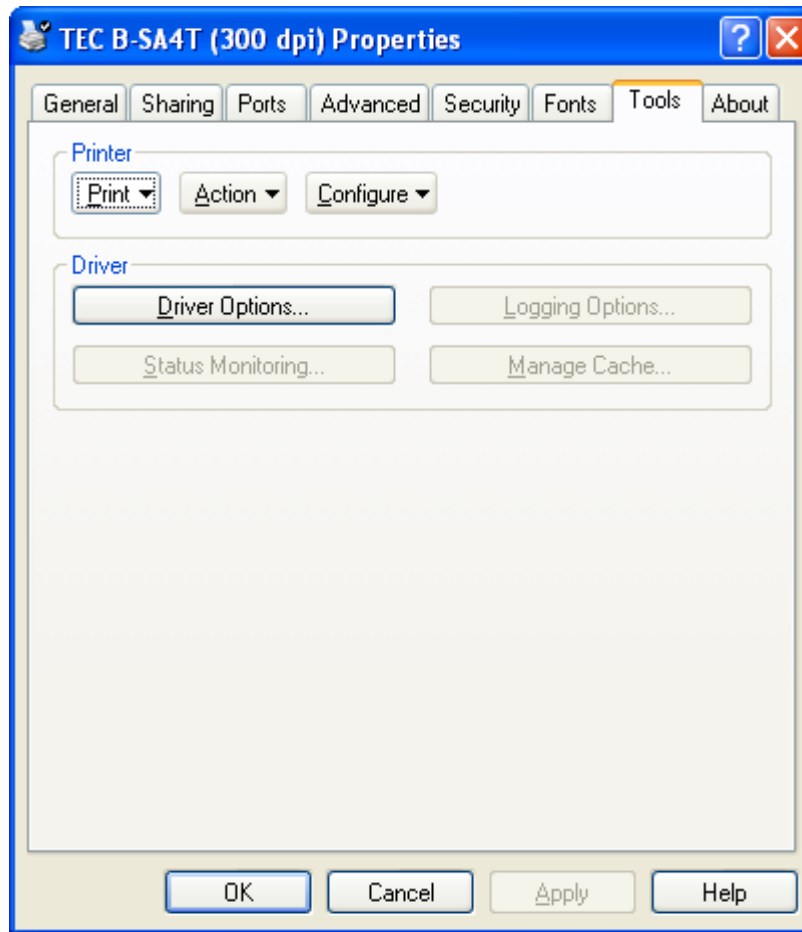 TEC B-SA4T (300 dpi) Properties
General Sharing Ports Advanced Security Fonts Tools About
Printer
Print Action Configure
Driver
Driver Options... Logging Options...
Status Monitoring... Manage Cache...
OK Cancel Apply Help